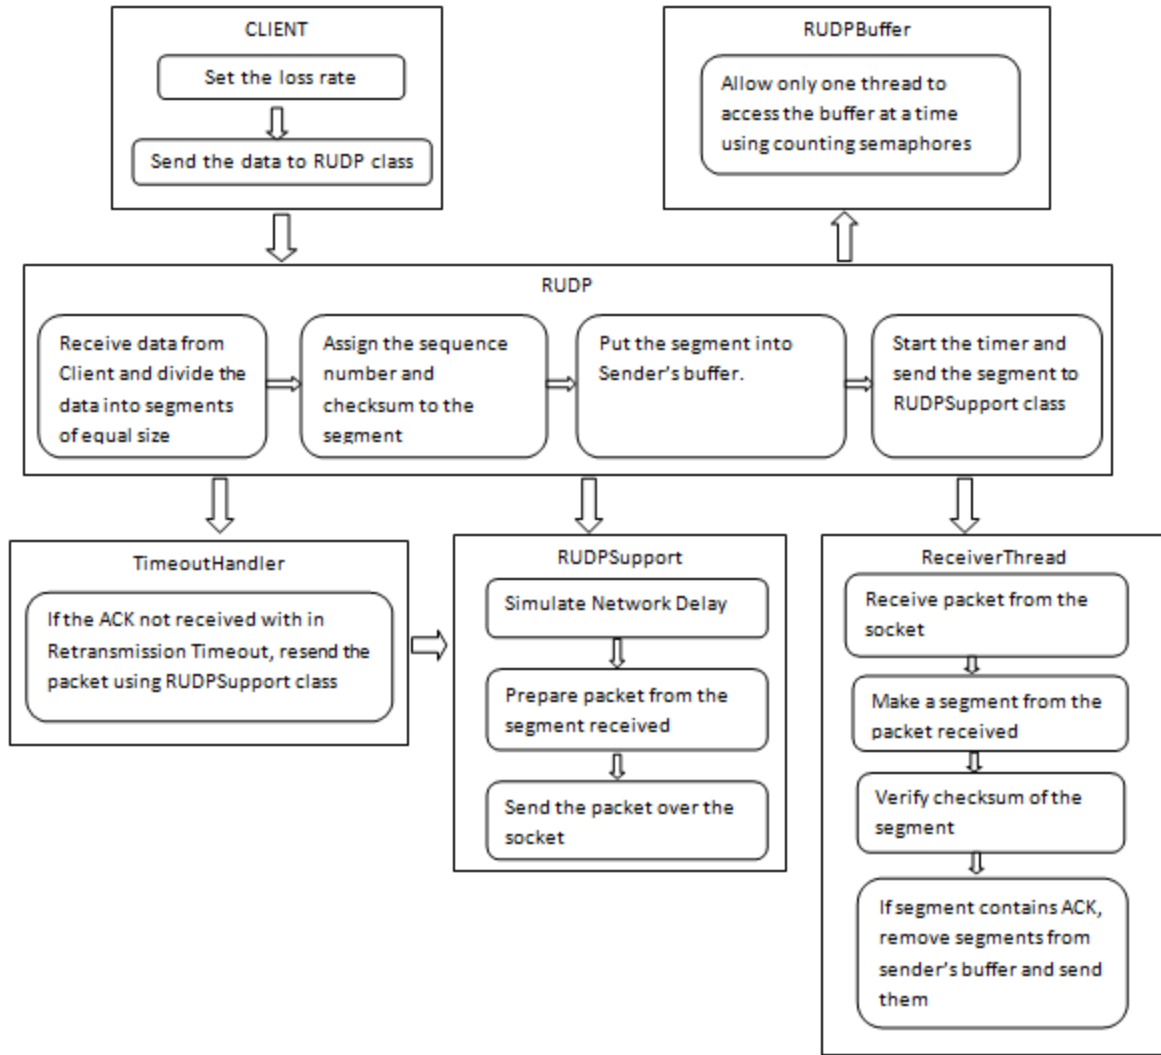 CLIENT
Set the loss rate
Send the data to RUDP class
RUDPBuffer
Allow only one thread to
access the buffer at a time
using counting semaphores
RUDP
Receive data from
Client and divide the
data into segments
of equal size
Assign the sequence
number and
checksum to the
segment
Put the segment into
Sender's buffer.
Start the timer and
send the segment to
RUDPSupport class
TimeoutHandler
If the ACK not received with in
Retransmission Timeout, resend the
packet using RUDPSupport class
RUDPSupport
Simulate Network Delay
Prepare packet from the
segment received
Send the packet over the
socket
ReceiverThread
Receive packet from the
socket
Make a segment from the
packet received
Verify checksum of the
segment
If segment contains ACK,
remove segments from
sender's buffer and send
them